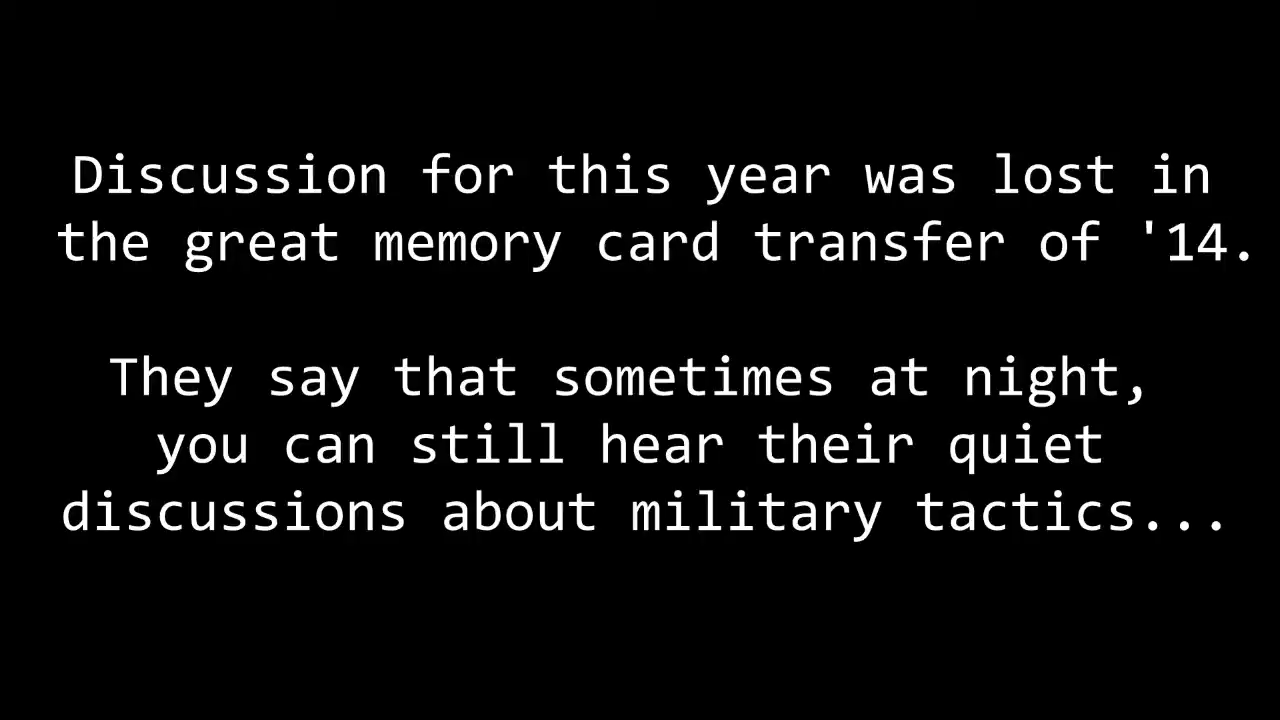 Discussion for this year was lost in
the great memory card transfer of '14.
They say that sometimes at night,
you can still hear their quiet
discussions about military tactics...